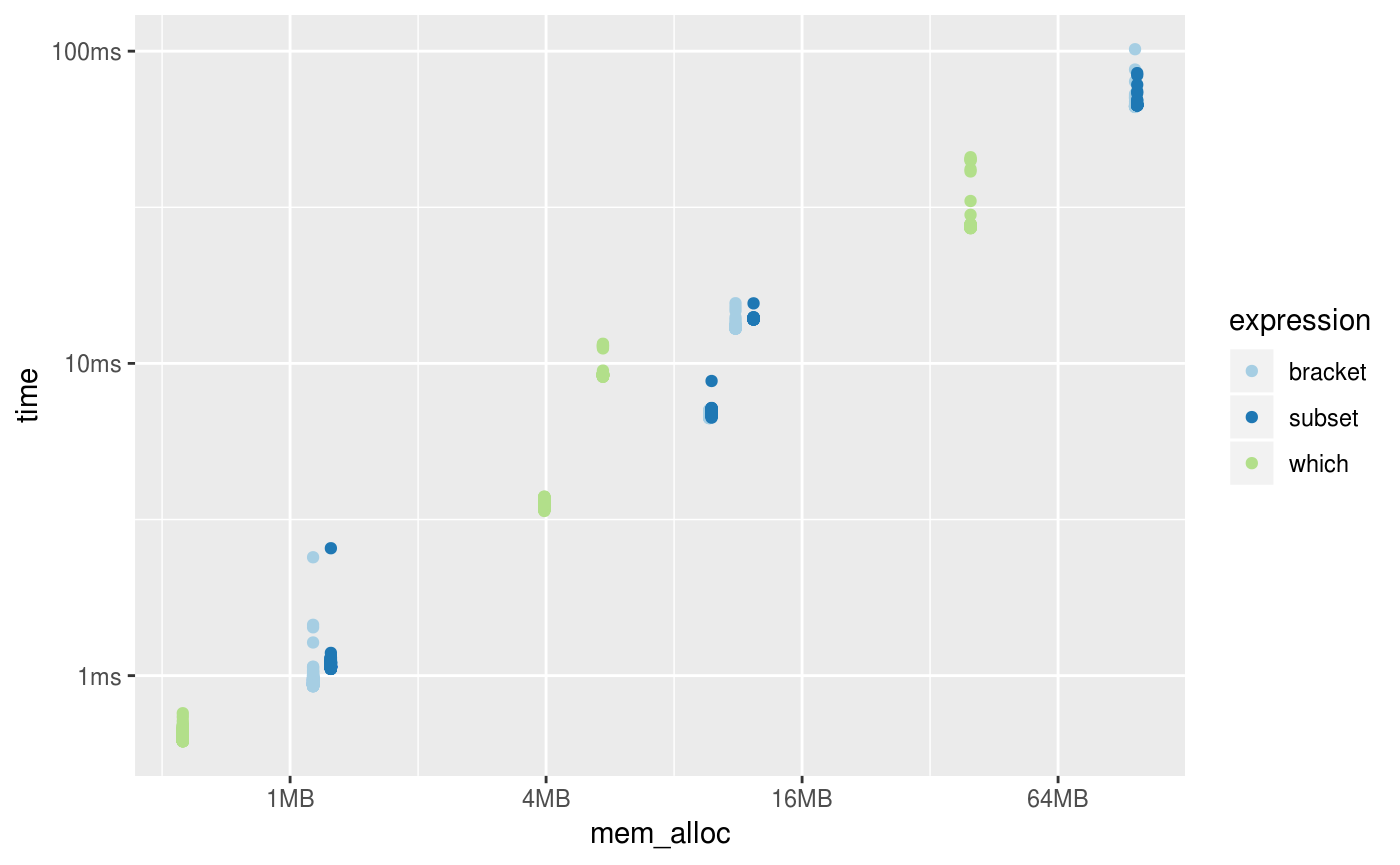 100ms
10ms
1ms
time
1MB
4MB
16MB
64MB
mem_alloc
expression
bracket
subset
which